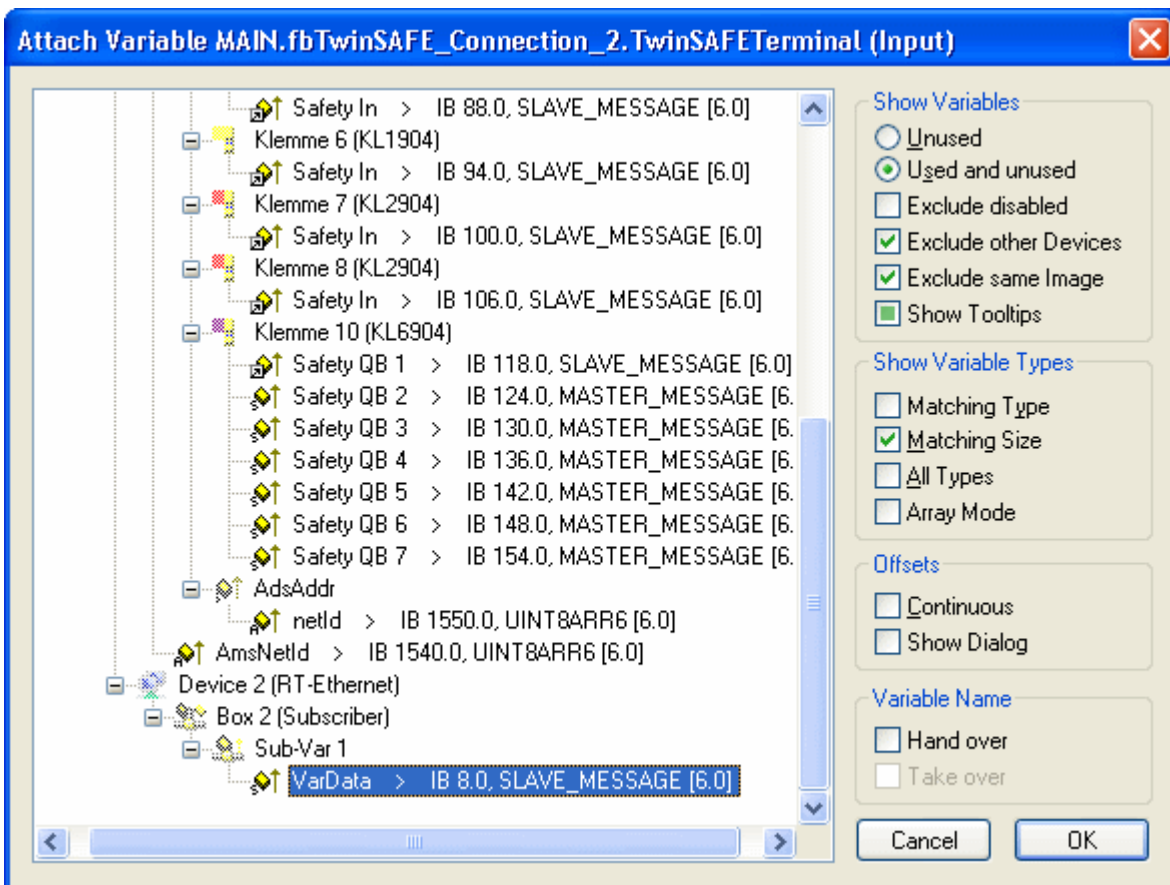 Attach Variable MAIN.fbTwinSAFE_Connection_2.TwinSAFETerminal (Input)
Safety In > IB 88.0, SLAVE_MESSAGE [6.0]
Klemme 6 (KL1904)
Safety In > IB 94.0, SLAVE_MESSAGE [6.0]
Klemme 7 (KL2904)
Safety In > IB 100.0, SLAVE_MESSAGE [6.0]
Klemme 8 (KL2904)
Safety In > IB 106.0, SLAVE_MESSAGE [6.0]
Klemme 10 (KL6904)
Safety QB 1 > IB 118.0, SLAVE_MESSAGE [6.0]
Safety QB 2 > IB 124.0, MASTER_MESSAGE [6.
Safety QB 3 > IB 130.0, MASTER_MESSAGE [6.
Safety QB 4 > IB 136.0, MASTER_MESSAGE [6.
Safety QB 5 > IB 142.0, MASTER_MESSAGE [6.
Safety QB 6 > IB 148.0, MASTER_MESSAGE [6.
Safety QB 7 > IB 154.0, MASTER_MESSAGE [6.
AdsAddr
netId > IB 1550.0, UINT8ARR6 [6.0]
AmsNetId > IB 1540.0, UINT8ARR6 [6.0]
Device 2 (RT-Ethernet)
Box 2 (Subscriber)
Sub-Var 1
VarData > IB 8.0, SLAVE_MESSAGE [6.0]
Show Variables
Unused
Used and unused
Exclude disabled
Exclude other Devices
Exclude same Image
Show Tooltips
Show Variable Types
Matching Type
Matching Size
All Types
Array Mode
Offsets
Continuous
Show Dialog
Variable Name
Hand over
Take over
Cancel
OK